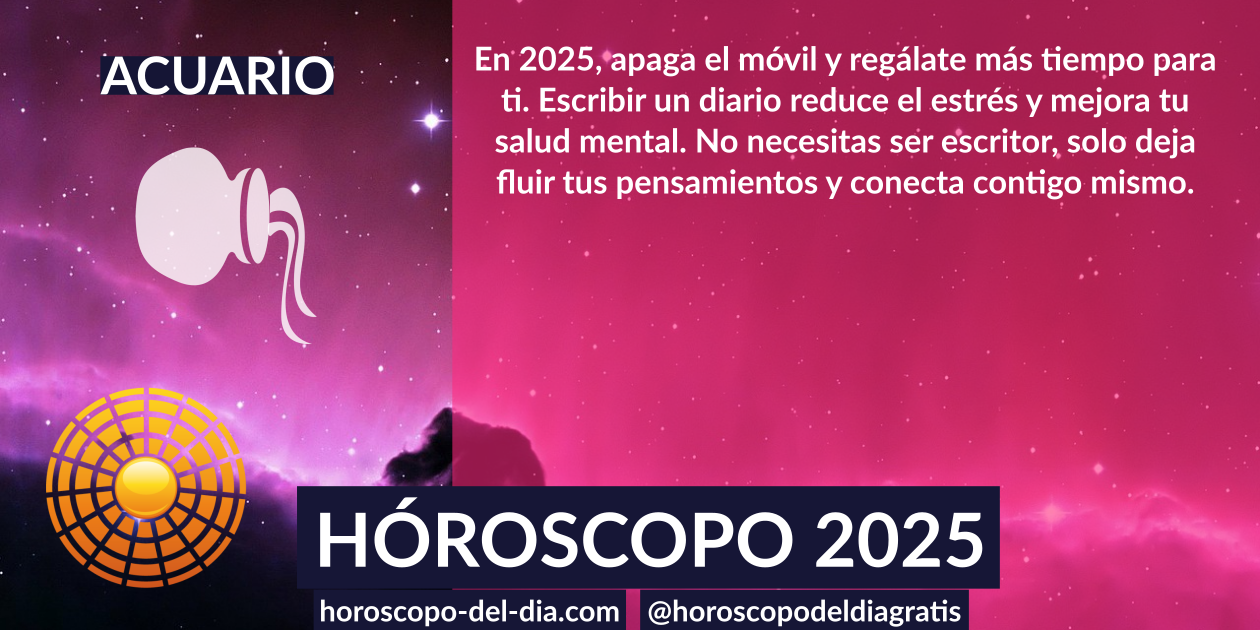 ACUARIO
En 2025, apaga el móvil y regálate más tiempo para
ti. Escribir un diario reduce el estrés y mejora tu
salud mental. No necesitas ser escritor, solo deja
fluir tus pensamientos y conecta contigo mismo.
HÓROSCOPO 2025
horoscopo-del-dia.com
@horoscopodeldiagratis